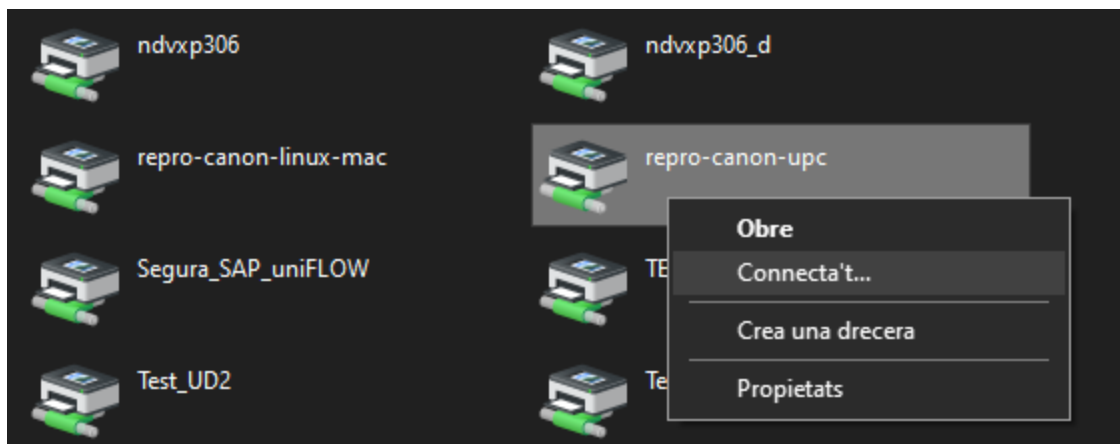 ndvxp306
ndvxp306_d
repro-canon-linux-mac
repro-canon-upc
Obre
Segura_SAP_uniFLOW
Connecta't...
Crea una drecera
Test_UD2
Propietats